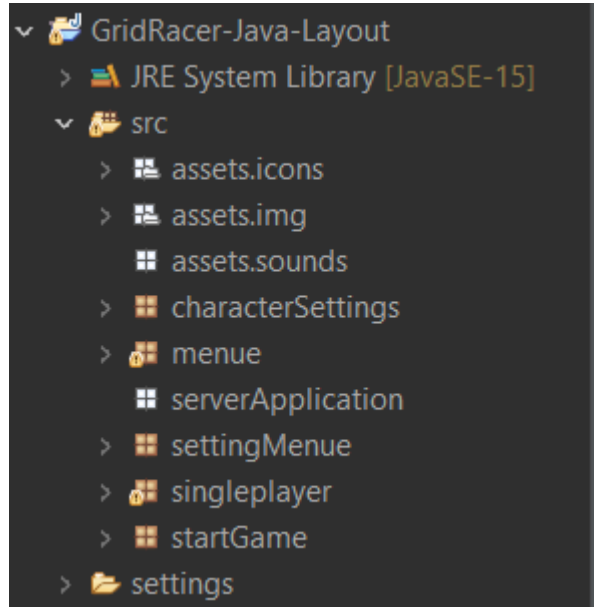 GridRacer-Java-Layout
JRE System Library [JavaSE-15]
src
assets.icons
assets.img
assets.sounds
characterSettings
menue
serverApplication
settingMenue
singleplayer
startGame
settings